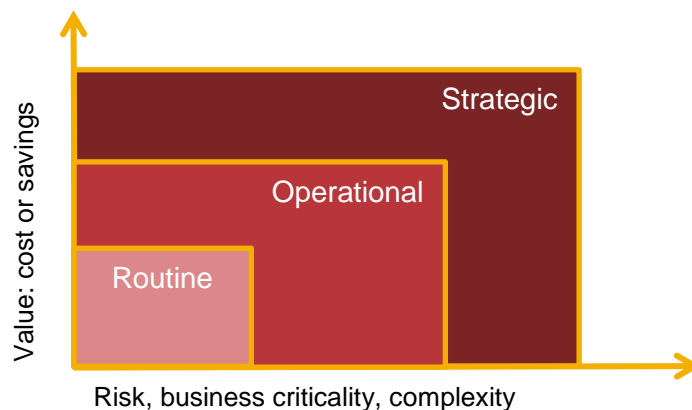 Strategic
Operational
Routine
Value: cost or savings
Risk, business criticality, complexity